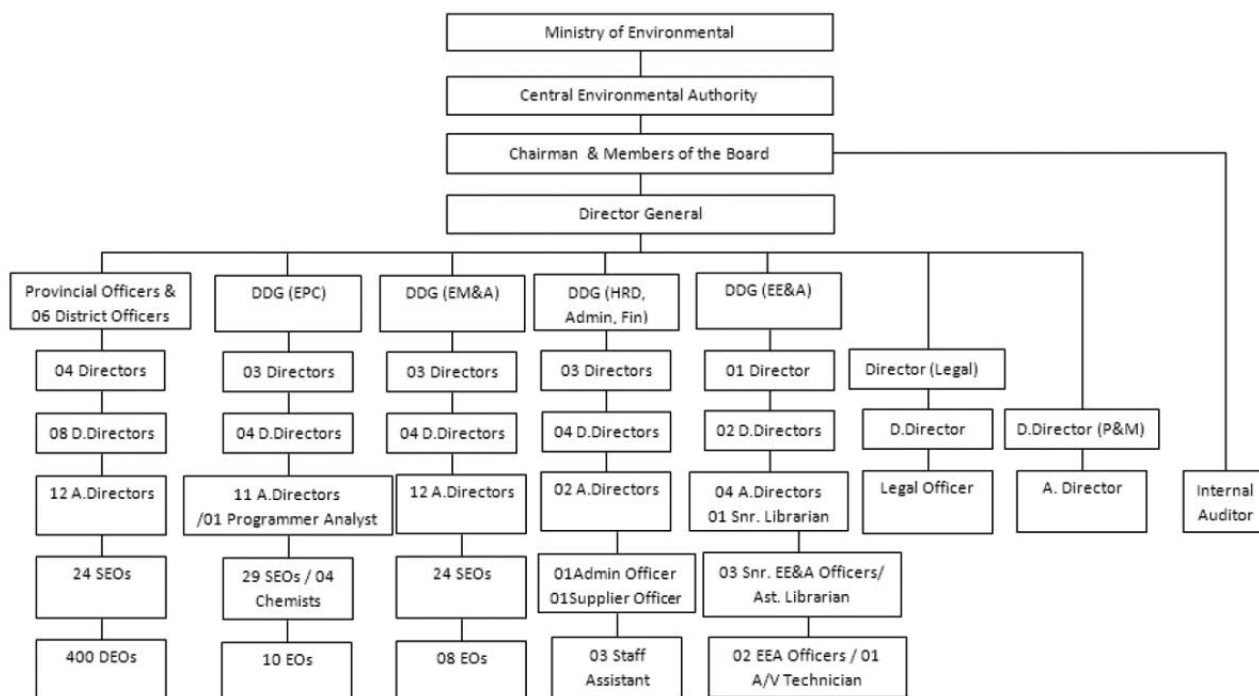 Ministry of Environmental
Central Environmental Authority
Chairman & Members of the Board
Director General
Provincial Officers &
06 District Officers
DDG (EPC)
DDG (EM&A)
DDG (HRD,
Admin, Fin)
DDG (EE&A)
04 Directors
03 Directors
03 Directors
03 Directors
01 Director
Director (Legal)
08 D.Directors
04 D.Directors
04 D.Directors
04 D.Directors
02 D.Directors
D.Director
D.Director (P&M)
12 A.Directors
11 A.Directors
/01 Programmer Analyst
12 A.Directors
02 A.Directors
04 A.Directors
01 Snr. Librarian
Legal Officer
A. Director
Internal
Auditor
24 SEOs
29 SEOs / 04
Chemists
24 SEOs
01Admin Officer
01Supplier Officer
03 Snr. EE&A Officers/
Ast. Librarian
400 DEOs
10 EOs
08 EOs
03 Staff
Assistant
02 EEA Officers / 01
A/V Technician